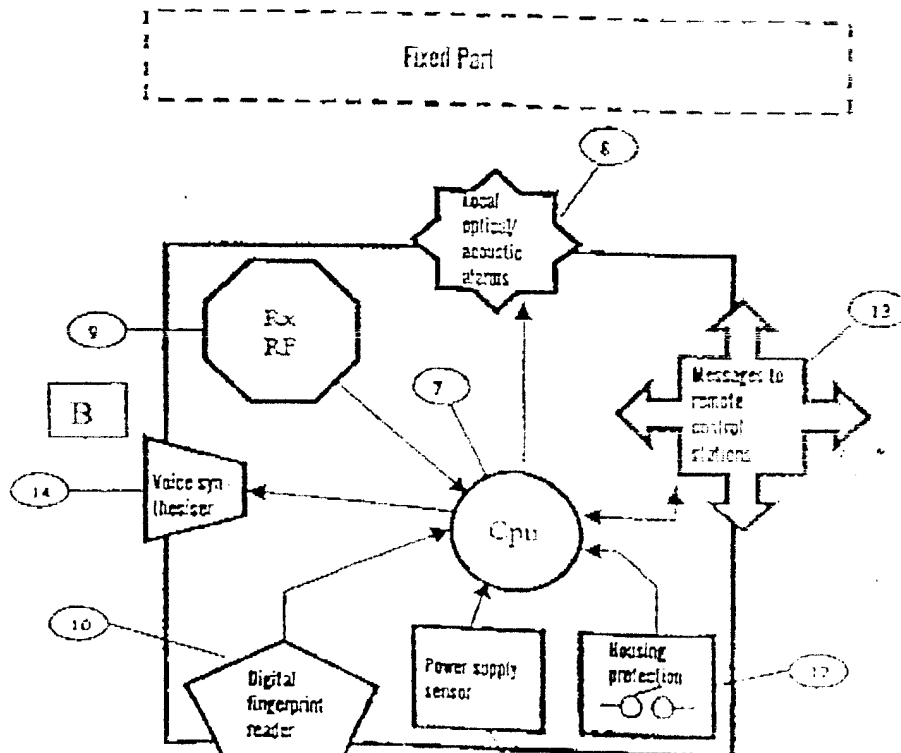 Fixed Part
8
Local
optical/
acoustic
alarms
Rx
RF
9
13
7
Messages to
remote
control
stations
B
Voice syn-
thesiser
14
Cpu
10
Digital
fingerprint
reader
Power supply
sensor
Housing
protection
12